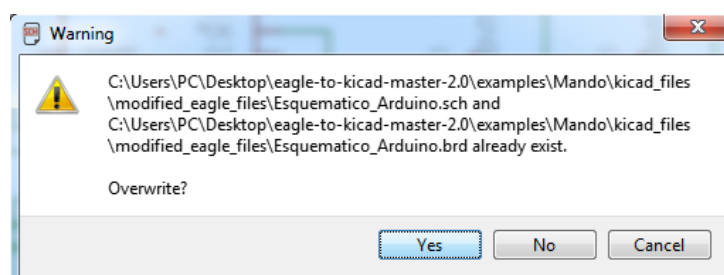 SCH
Warning
C:\Users\PC\Desktop\eagle-to-kicad-master-2.0\examples\Mando\kicad_files
\modified_eagle_files\Esquematico_Arduino.sch and
C:\Users\PC\Desktop\eagle-to-kicad-master-2.0\examples\Mando\kicad_files
\modified_eagle_files\Esquematico_Arduino.brd already exist.
Overwrite?
Yes No Cancel